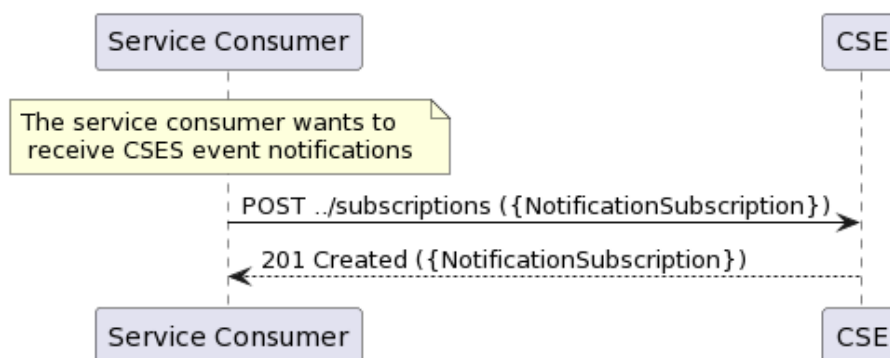 Service Consumer
CSE
The service consumer wants to
receive CSES event notifications
POST ../subscriptions ({NotificationSubscription})
201 Created ({NotificationSubscription})
Service Consumer
CSE